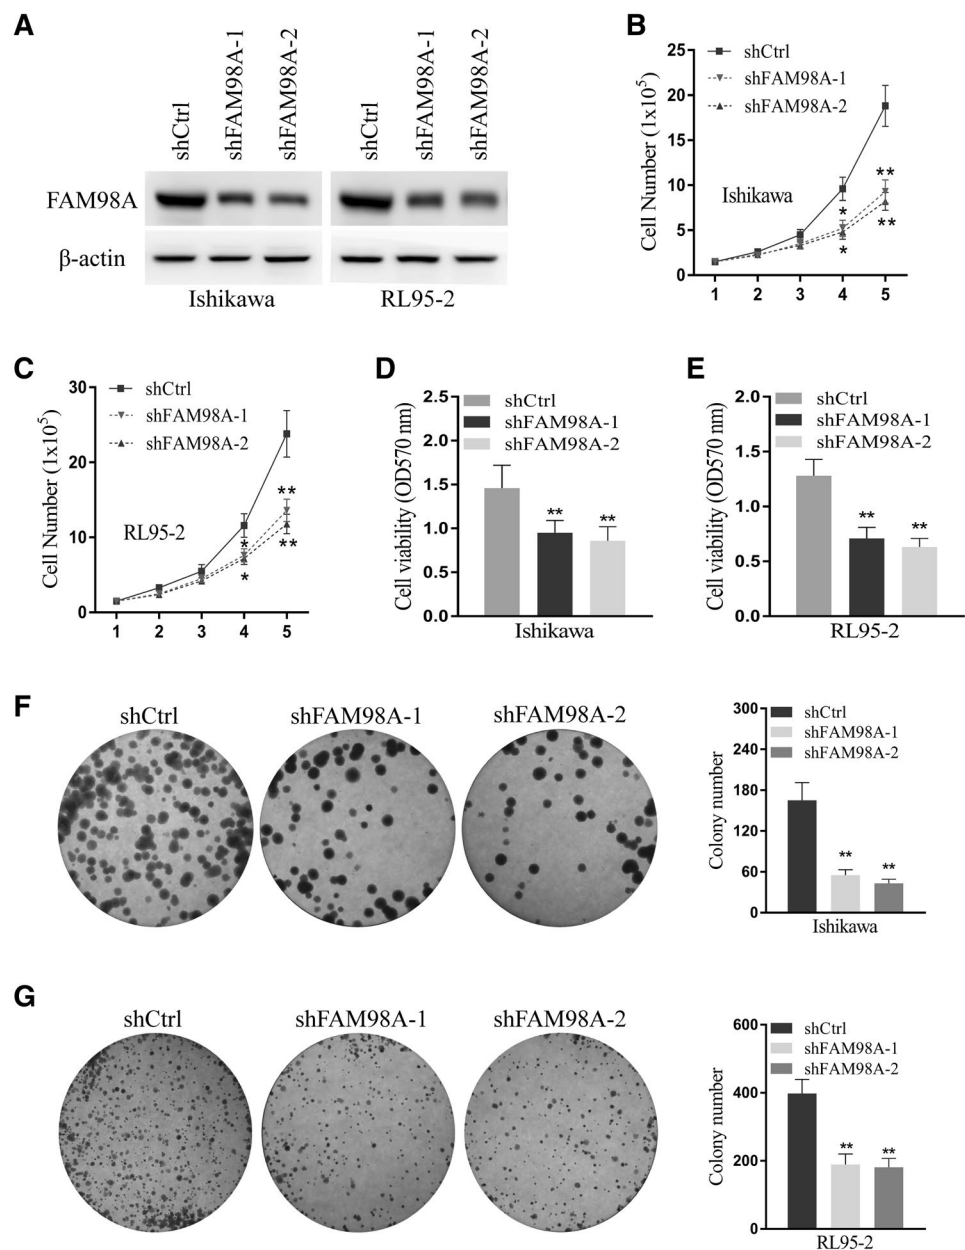 A
shCtrl
shFAM98A-1
shFAM98A-2
shCtrl
shFAM98A-1
shFAM98A-2
FAM98A
β-actin
Ishikawa
RL95-2
B
25
20
15
10
5
0
Cell Number (1x10⁵)
shCtrl
shFAM98A-1
shFAM98A-2
Ishikawa
**
*
**
*
1 2 3 4 5
C
30
20
10
0
Cell Number (1x10⁵)
shCtrl
shFAM98A-1
shFAM98A-2
RL95-2
**
*
**
*
1 2 3 4 5
D
2.5
2.0
1.5
1.0
0.5
0.0
Cell viability (OD570 nm)
shCtrl
shFAM98A-1
shFAM98A-2
** **
Ishikawa
E
2.0
1.5
1.0
0.5
0.0
Cell viability (OD570 nm)
shCtrl
shFAM98A-1
shFAM98A-2
** **
RL95-2
F
shCtrl
shFAM98A-1
shFAM98A-2
300
240
180
120
60
0
Colony number
shCtrl
shFAM98A-1
shFAM98A-2
** **
Ishikawa
G
shCtrl
shFAM98A-1
shFAM98A-2
600
400
200
0
Colony number
shCtrl
shFAM98A-1
shFAM98A-2
** **
RL95-2